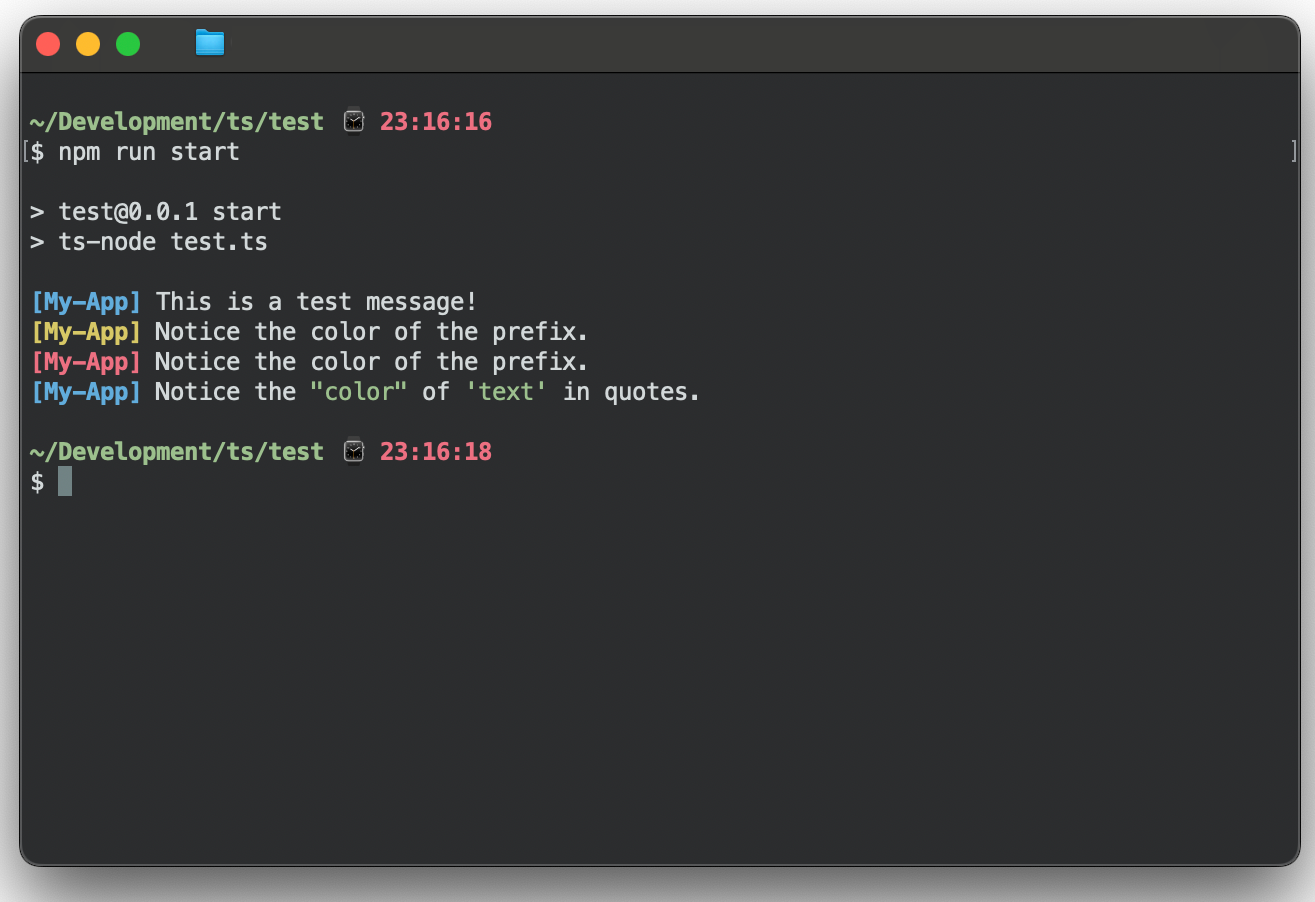 ~/Development/ts/test ⌚ 23:16:16
[$ npm run start ]
> test@0.0.1 start
> ts-node test.ts
[My-App] This is a test message!
[My-App] Notice the color of the prefix.
[My-App] Notice the color of the prefix.
[My-App] Notice the "color" of 'text' in quotes.
~/Development/ts/test ⌚ 23:16:18
$